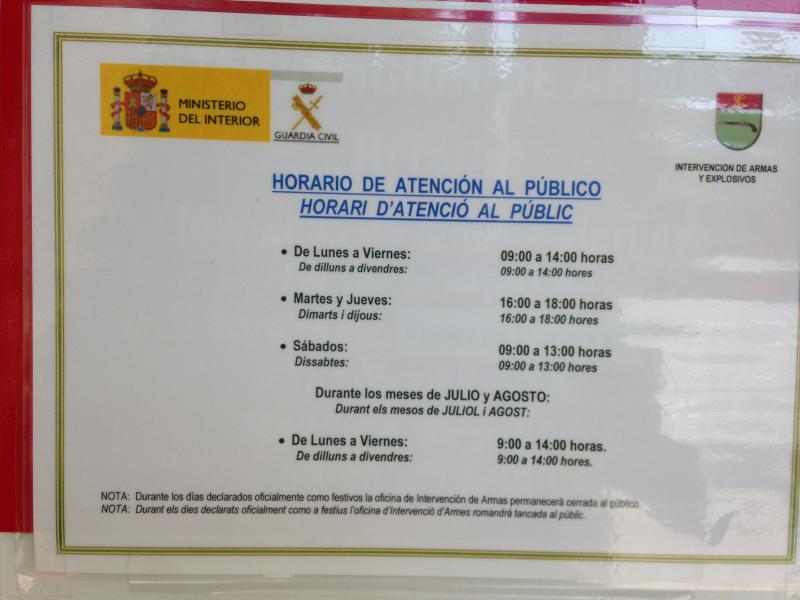 MINISTERIO
DEL INTERIOR
GUARDIA CIVIL
INTERVENCION DE ARMAS
Y EXPLOSIVOS
HORARIO DE ATENCIÓN AL PÚBLICO
HORARI D'ATENCIÓ AL PÚBLIC
• De Lunes a Viernes: 09:00 a 14:00 horas
De dilluns a divendres: 09:00 a 14:00 hores
• Martes y Jueves: 16:00 a 18:00 horas
Dimarts i dijous: 16:00 a 18:00 hores
• Sábados: 09:00 a 13:00 horas
Dissabtes: 09:00 a 13:00 hores
Durante los meses de JULIO y AGOSTO:
Durant els mesos de JULIOL i AGOST:
• De Lunes a Viernes: 9:00 a 14:00 horas.
De dilluns a divendres: 9:00 a 14:00 hores.
NOTA: Durante los días declarados oficialmente como festivos la oficina de Intervención de Armas permanecerá cerrada al público.
NOTA: Durant els dies declarats oficialment como a festius l'oficina d'Intervenció d'Armes romandrà tancada al públic.